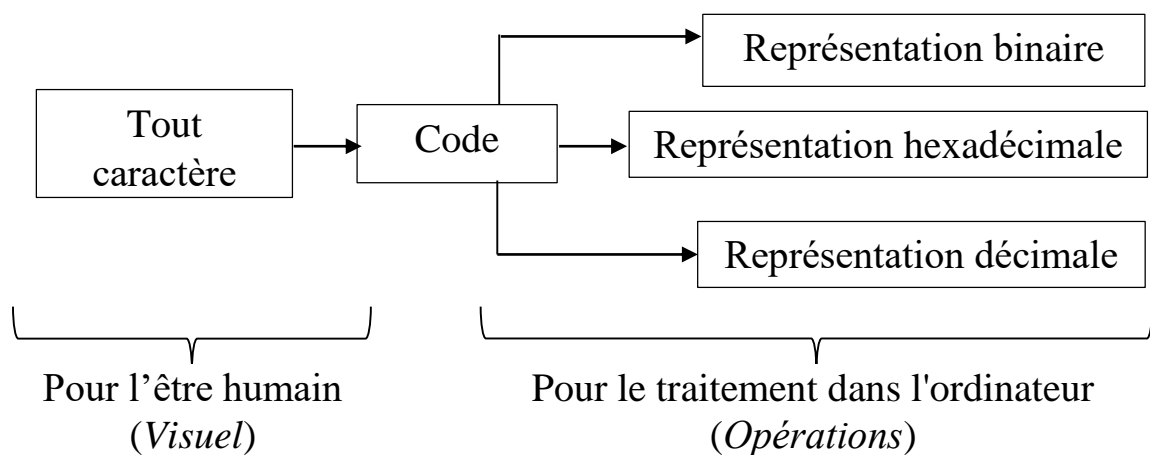 Tout
caractère
Code
Représentation binaire
Représentation hexadécimale
Représentation décimale
Pour l’être humain
(Visuel)
Pour le traitement dans l'ordinateur
(Opérations)